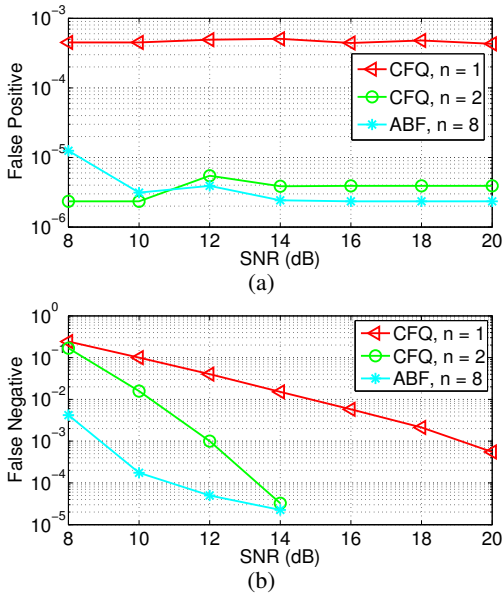 10^-3
10^-4
10^-5
10^-6
False Positive
CFQ, n = 1
CFQ, n = 2
ABF, n = 8
8 10 12 14 16 18 20
SNR (dB)
(a)
10^0
10^-1
10^-2
10^-3
10^-4
10^-5
False Negative
CFQ, n = 1
CFQ, n = 2
ABF, n = 8
8 10 12 14 16 18 20
SNR (dB)
(b)